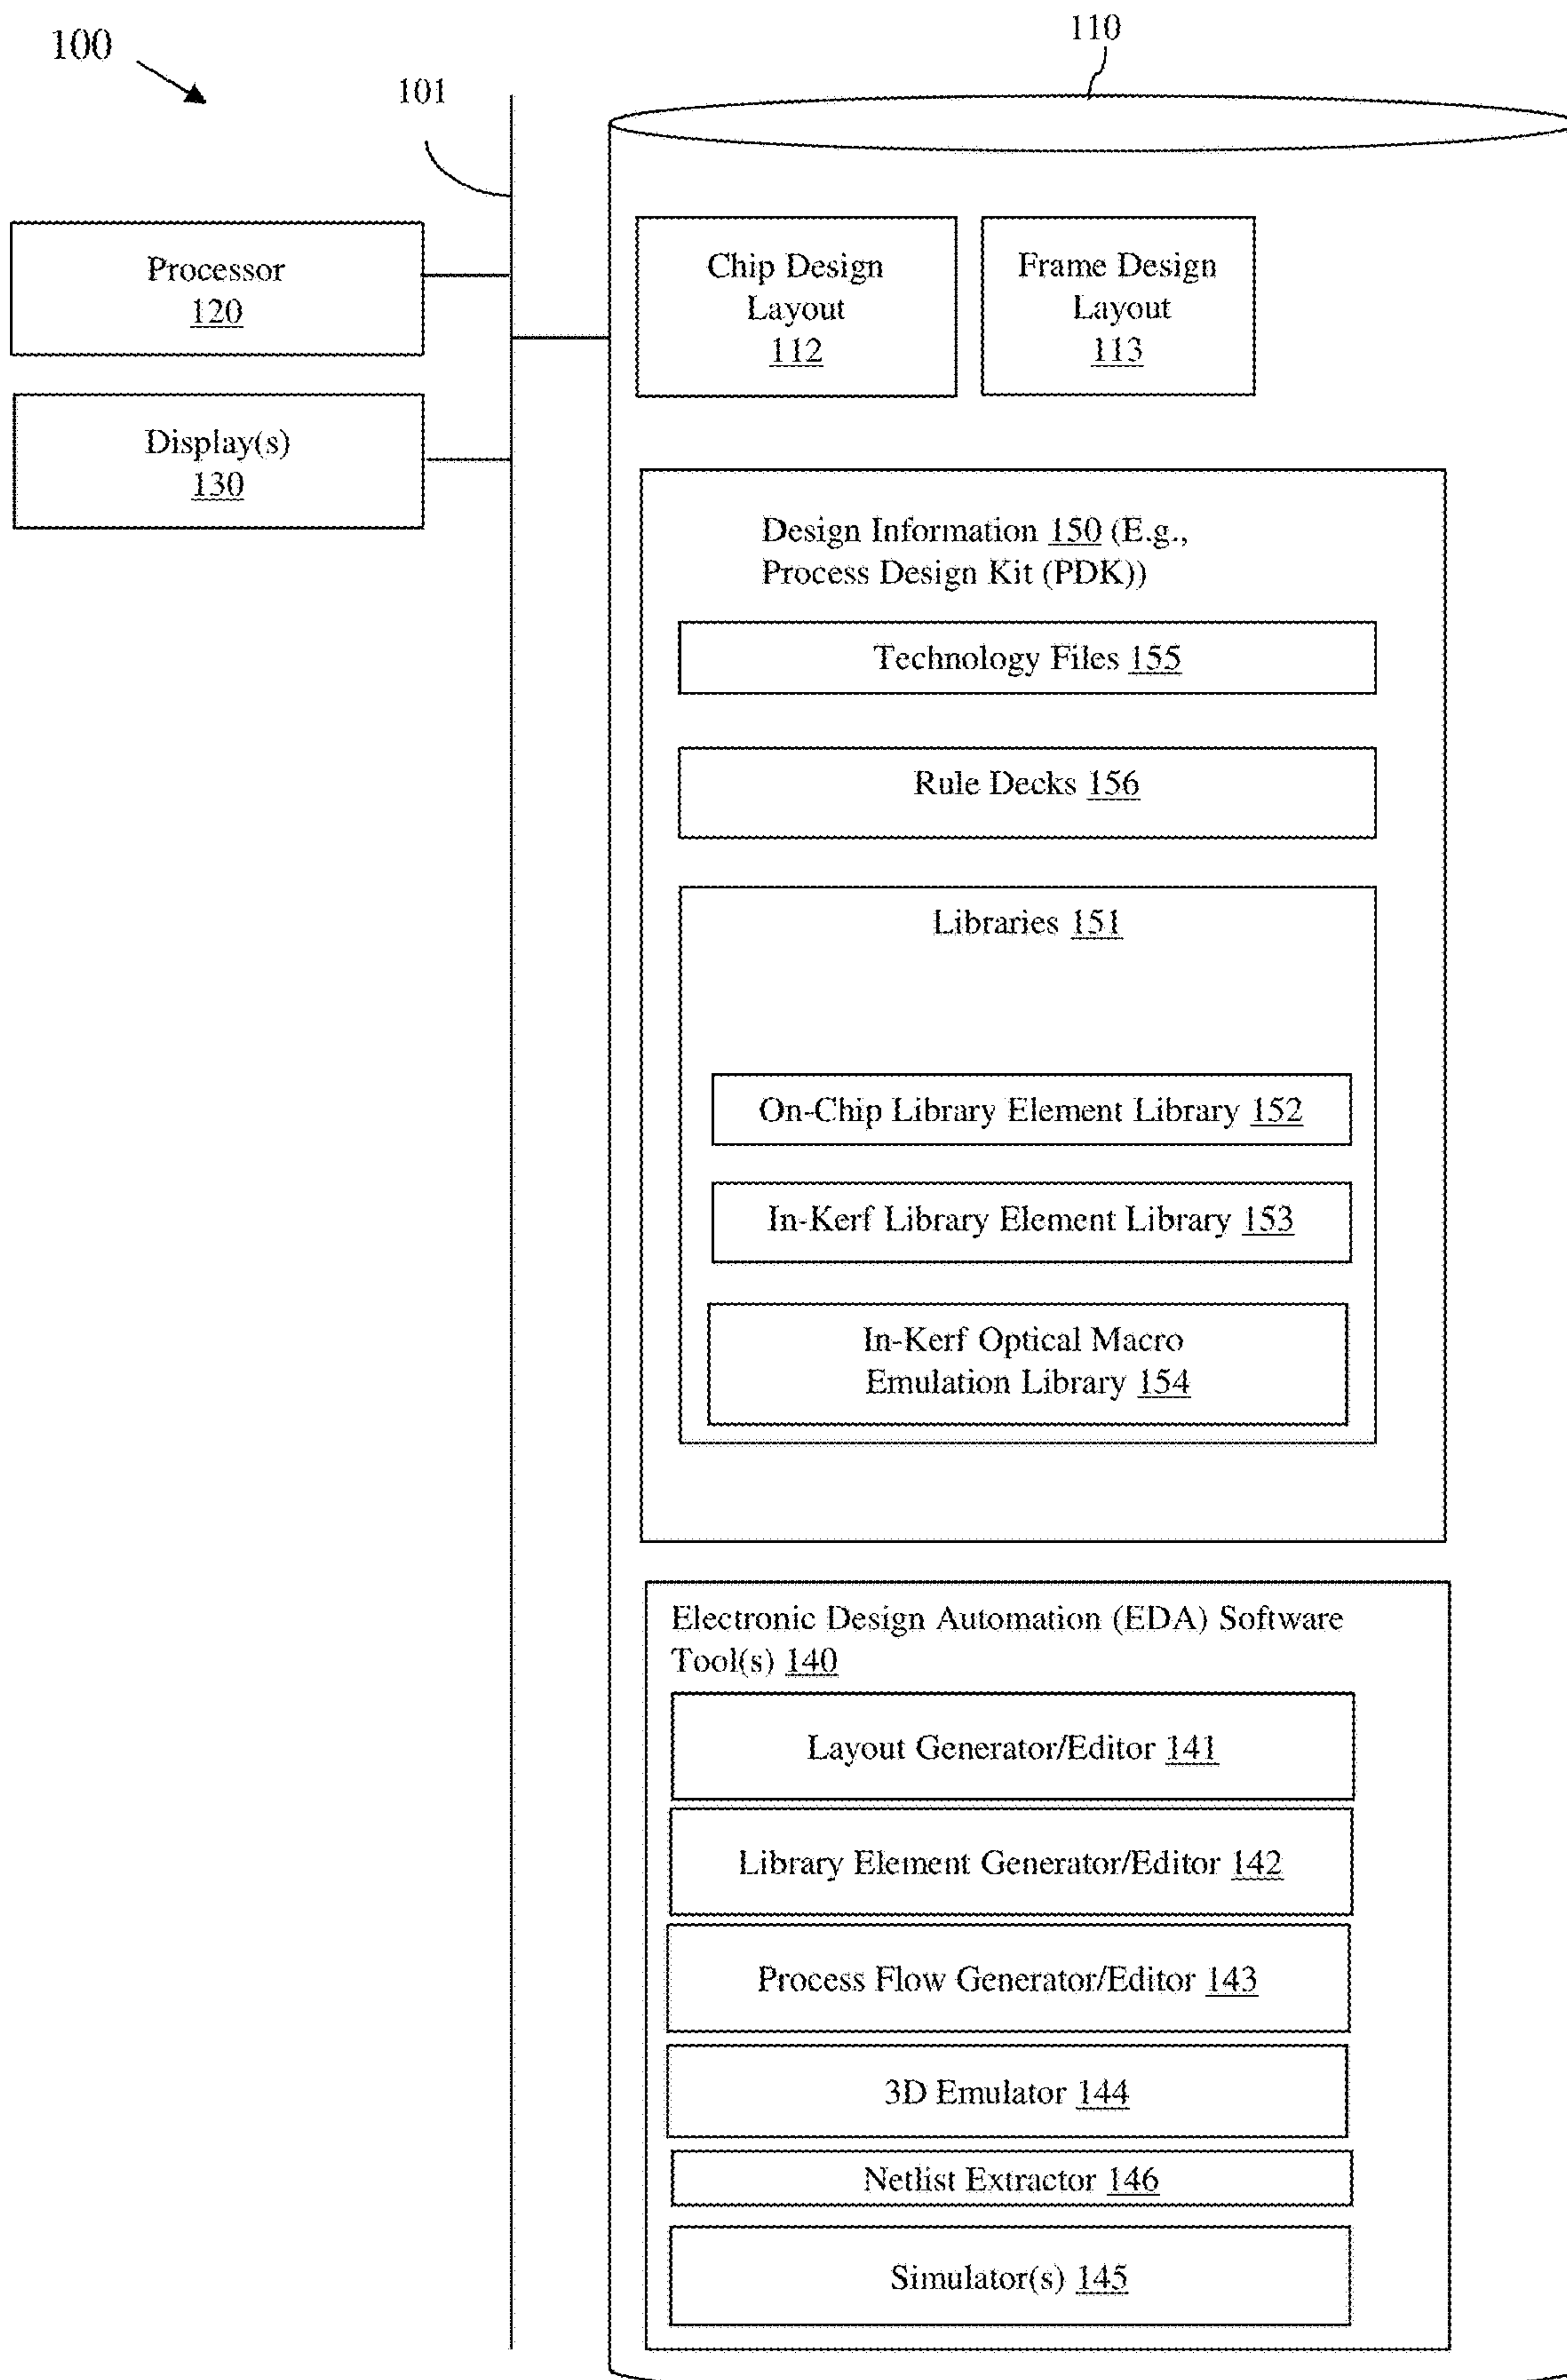 100
110
101
Processor
120
Display(s)
130
Chip Design
Layout
112
Frame Design
Layout
113
Design Information 150 (E.g.,
Process Design Kit (PDK))
Technology Files 155
Rule Decks 156
Libraries 151
On-Chip Library Element Library 152
In-Kerf Library Element Library 153
In-Kerf Optical Macro
Emulation Library 154
Electronic Design Automation (EDA) Software
Tool(s) 140
Layout Generator/Editor 141
Library Element Generator/Editor 142
Process Flow Generator/Editor 143
3D Emulator 144
Netlist Extractor 146
Simulator(s) 145